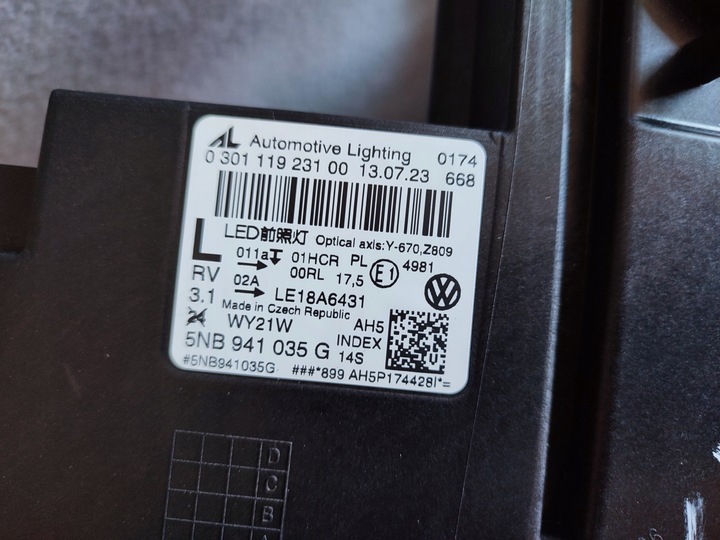 AL Automotive Lighting 0174
0 301 119 231 00 13.07.23 668
L LED前照灯 Optical axis:Y-670,Z809
011a 01HCR PL E1 4981
RV 00RL 17,5
02A LE18A6431
3.1 Made in Czech Republic
24 WY21W AH5
5NB 941 035 G INDEX 14S
#5NB941035G ###*899 AH5P174428I*=
D
C
B